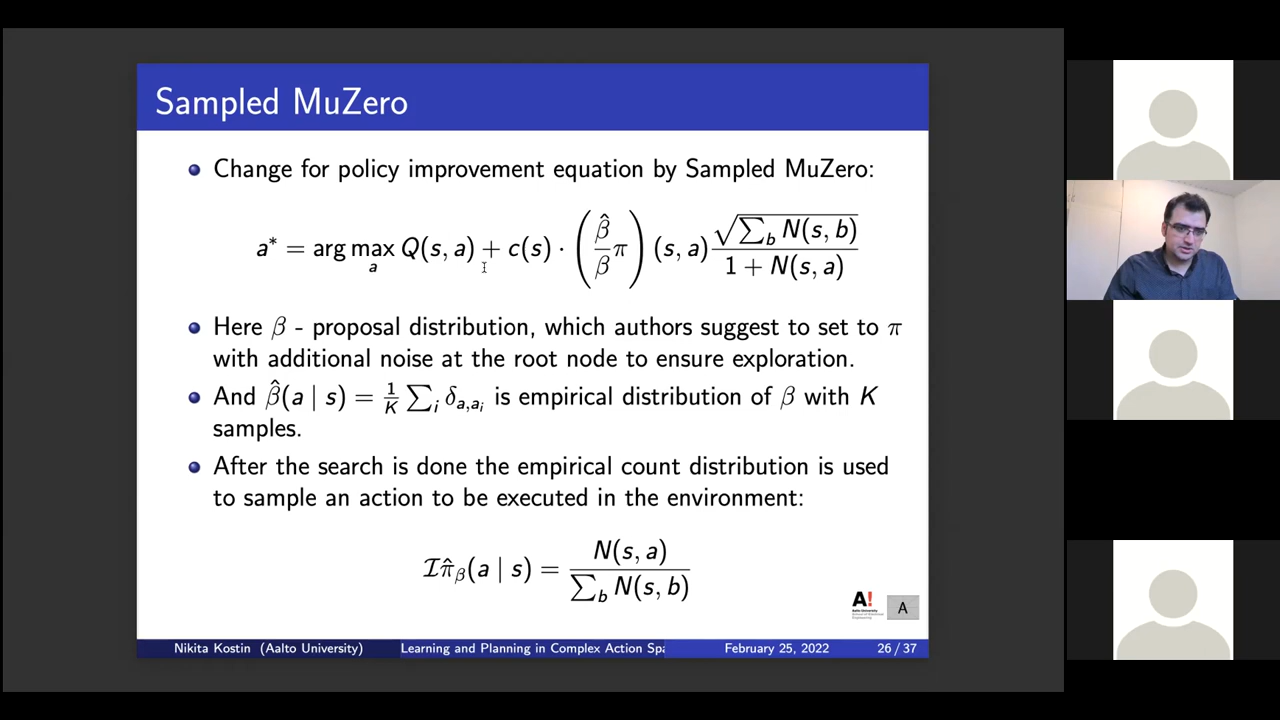 Sampled MuZero
Change for policy improvement equation by Sampled MuZero:
a* = arg max_a Q(s, a) + c(s) · (β̂/β π) (s, a) √(∑_b N(s, b)) / (1 + N(s, a))
Here β - proposal distribution, which authors suggest to set to π
with additional noise at the root node to ensure exploration.
And β̂(a | s) = 1/K ∑_i δ_{a,a_i} is empirical distribution of β with K
samples.
After the search is done the empirical count distribution is used
to sample an action to be executed in the environment:
ℐπ̂_β(a | s) = N(s, a) / ∑_b N(s, b)
A!
Aalto University
A
Nikita Kostin (Aalto University) Learning and Planning in Complex Action Spa February 25, 2022 26 / 37